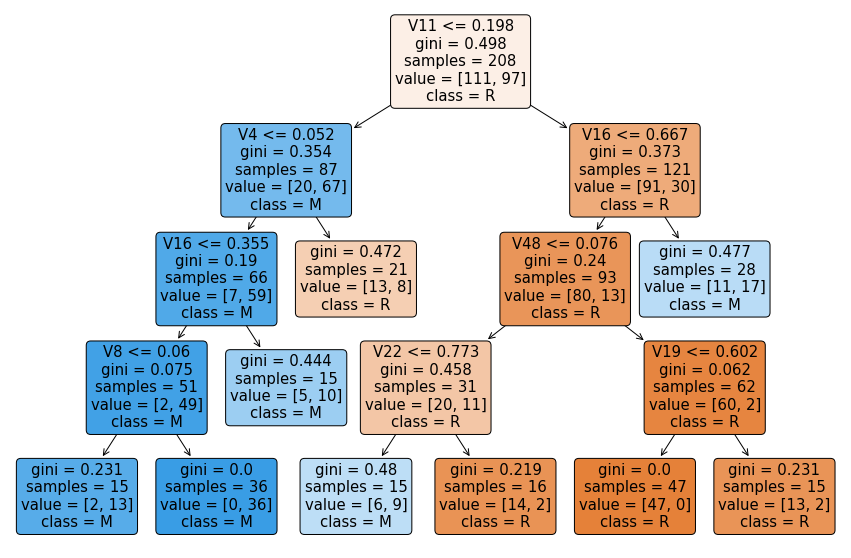 V11 <= 0.198
gini = 0.498
samples = 208
value = [111, 97]
class = R
V4 <= 0.052
gini = 0.354
samples = 87
value = [20, 67]
class = M
V16 <= 0.667
gini = 0.373
samples = 121
value = [91, 30]
class = R
V16 <= 0.355
gini = 0.19
samples = 66
value = [7, 59]
class = M
gini = 0.472
samples = 21
value = [13, 8]
class = R
V48 <= 0.076
gini = 0.24
samples = 93
value = [80, 13]
class = R
gini = 0.477
samples = 28
value = [11, 17]
class = M
V8 <= 0.06
gini = 0.075
samples = 51
value = [2, 49]
class = M
gini = 0.444
samples = 15
value = [5, 10]
class = M
V22 <= 0.773
gini = 0.458
samples = 31
value = [20, 11]
class = R
V19 <= 0.602
gini = 0.062
samples = 62
value = [60, 2]
class = R
gini = 0.231
samples = 15
value = [2, 13]
class = M
gini = 0.0
samples = 36
value = [0, 36]
class = M
gini = 0.48
samples = 15
value = [6, 9]
class = M
gini = 0.219
samples = 16
value = [14, 2]
class = R
gini = 0.0
samples = 47
value = [47, 0]
class = R
gini = 0.231
samples = 15
value = [13, 2]
class = R